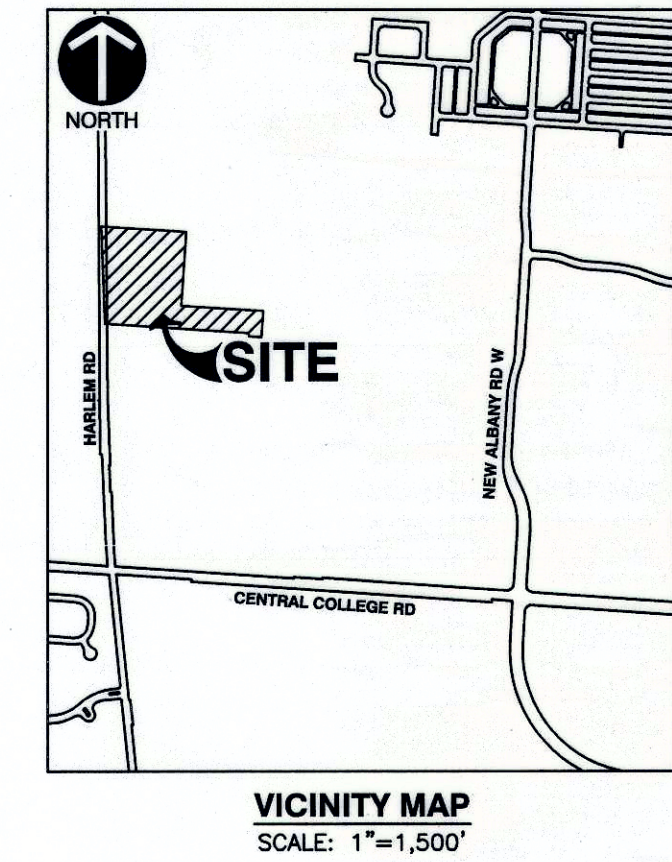 NORTH
SITE
HARLEM RD
NEW ALBANY RD W
CENTRAL COLLEGE RD
VICINITY MAP
SCALE: 1"=1,500'